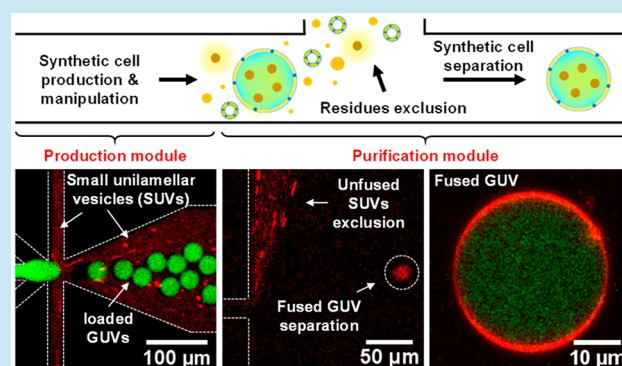 Synthetic cell
production &
manipulation
Residues exclusion
Synthetic cell
separation
Production module
Purification module
Small unilamellar
vesicles (SUVs)
loaded
GUVs
100 µm
Unfused
SUVs
exclusion
Fused GUV
separation
50 µm
Fused GUV
10 µm